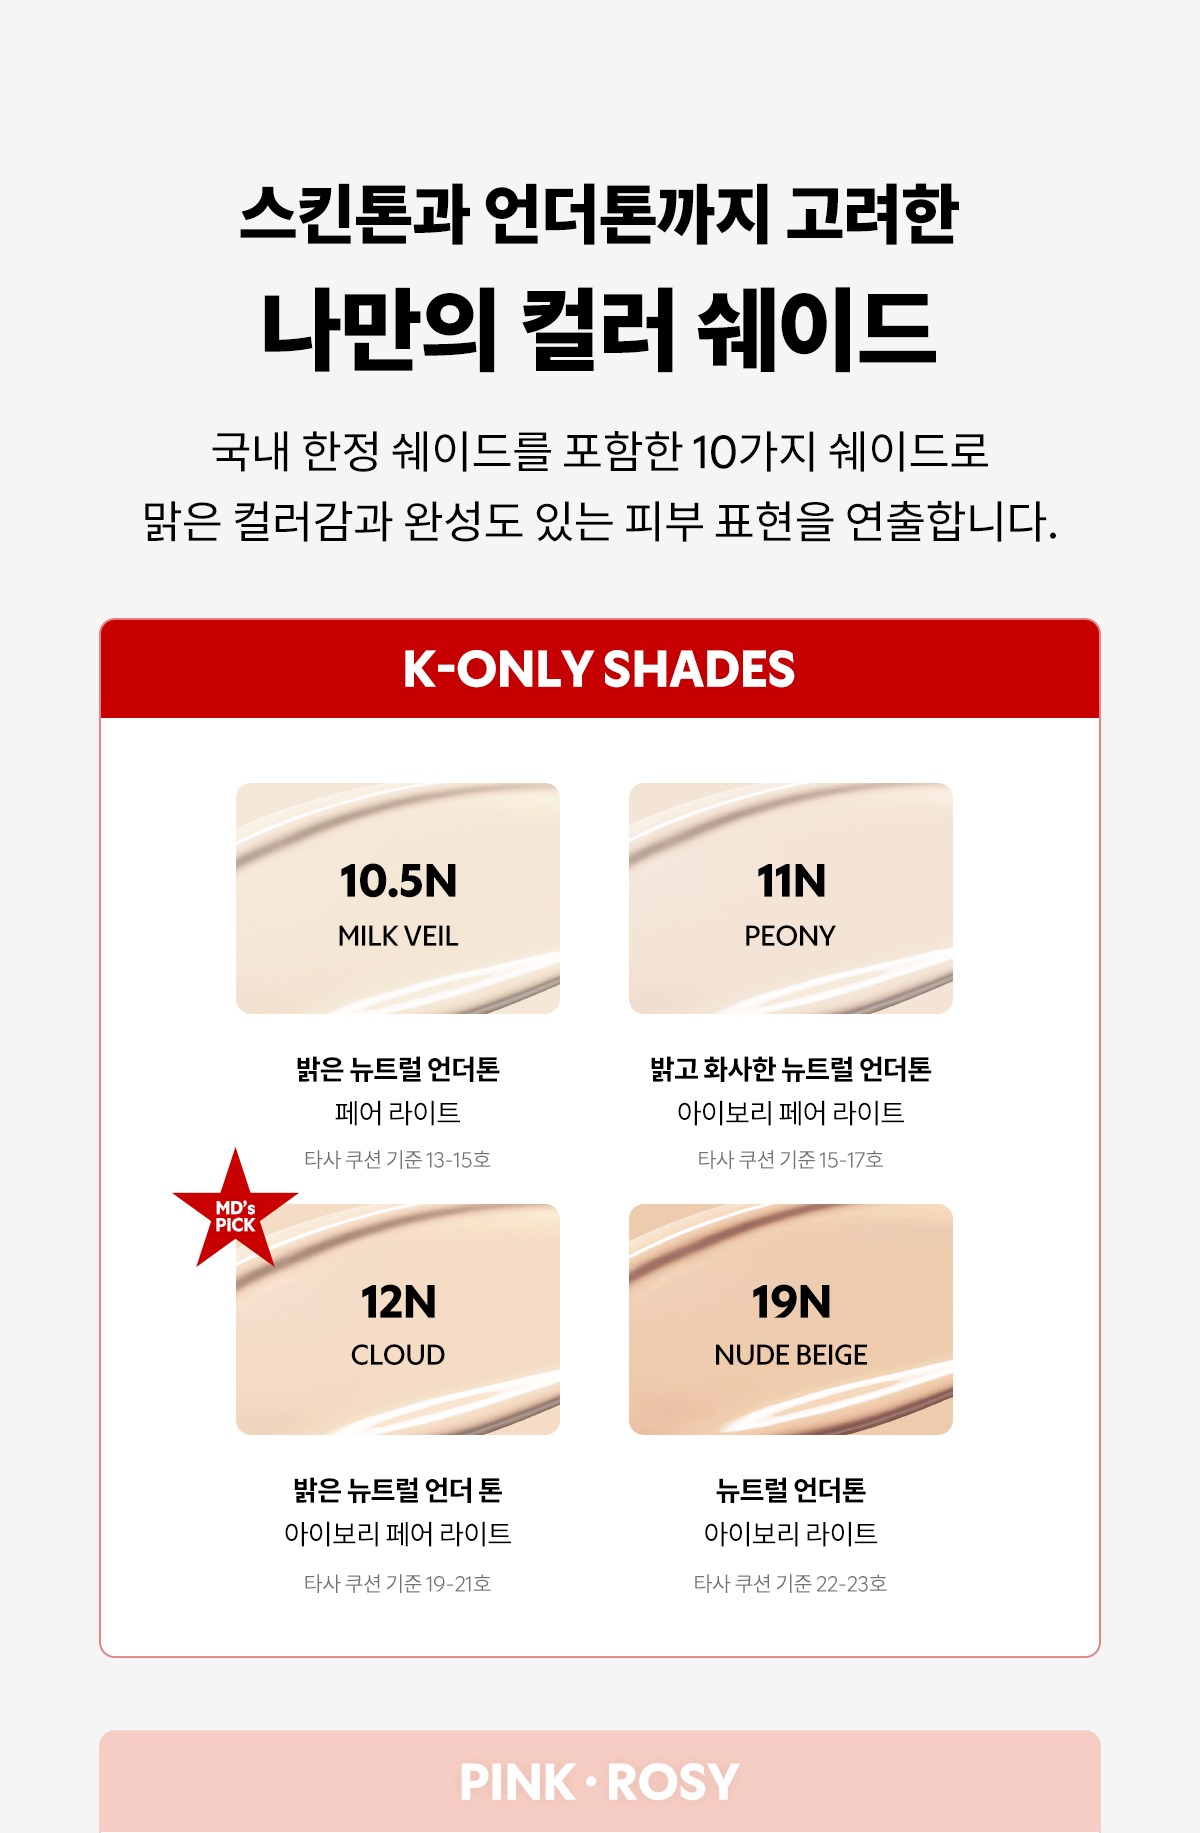 스킨톤과 언더톤까지 고려한
나만의 컬러 쉐이드
국내 한정 쉐이드를 포함한 10가지 쉐이드로
맑은 컬러감과 완성도 있는 피부 표현을 연출합니다.
K-ONLY SHADES
10.5N
MILK VEIL
밝은 뉴트럴 언더톤
페어 라이트
타사 쿠션 기준 13-15호
11N
PEONY
밝고 화사한 뉴트럴 언더톤
아이보리 페어 라이트
타사 쿠션 기준 15-17호
MD's
PICK
12N
CLOUD
밝은 뉴트럴 언더 톤
아이보리 페어 라이트
타사 쿠션 기준 19-21호
19N
NUDE BEIGE
뉴트럴 언더톤
아이보리 라이트
타사 쿠션 기준 22-23호
PINK · ROSY